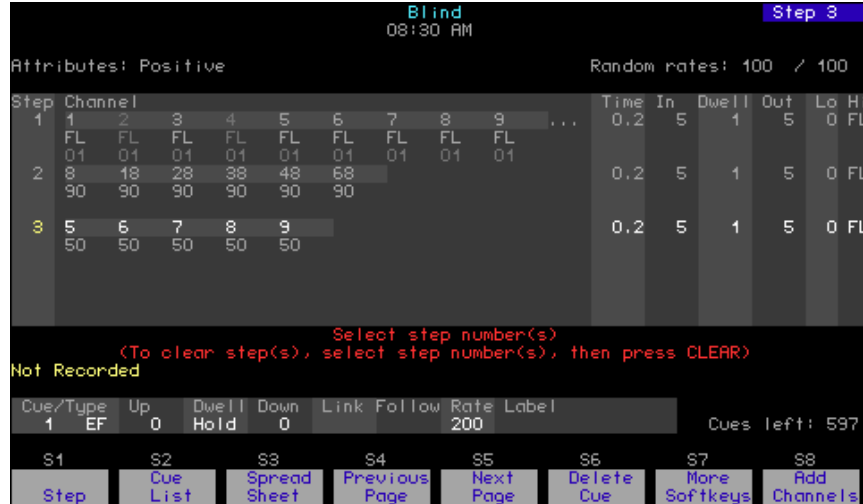 Blind Step 3
08:30 AM
Attributes: Positive Random rates: 100 / 100
Step Channel Time In Dwell Out Lo H
1 1 2 3 4 5 6 7 8 9 ... 0.2 5 1 5 0 FL
FL FL FL FL FL FL FL FL FL
01 01 01 01 01 01 01 01 01
2 8 18 28 38 48 68 0.2 5 1 5 0 FL
90 90 90 90 90 90
3 5 6 7 8 9 0.2 5 1 5 0 FL
50 50 50 50 50
Select step number(s)
(To clear step(s), select step number(s), then press CLEAR)
Not Recorded
Cue/Type Up Dwell Down Link Follow Rate Label
1 EF 0 Hold 0 200 Cues left: 597
S1 S2 S3 S4 S5 S6 S7 S8
Cue Spread Previous Next Delete More Add
Step List Sheet Page Page Cue Softkeys Channels